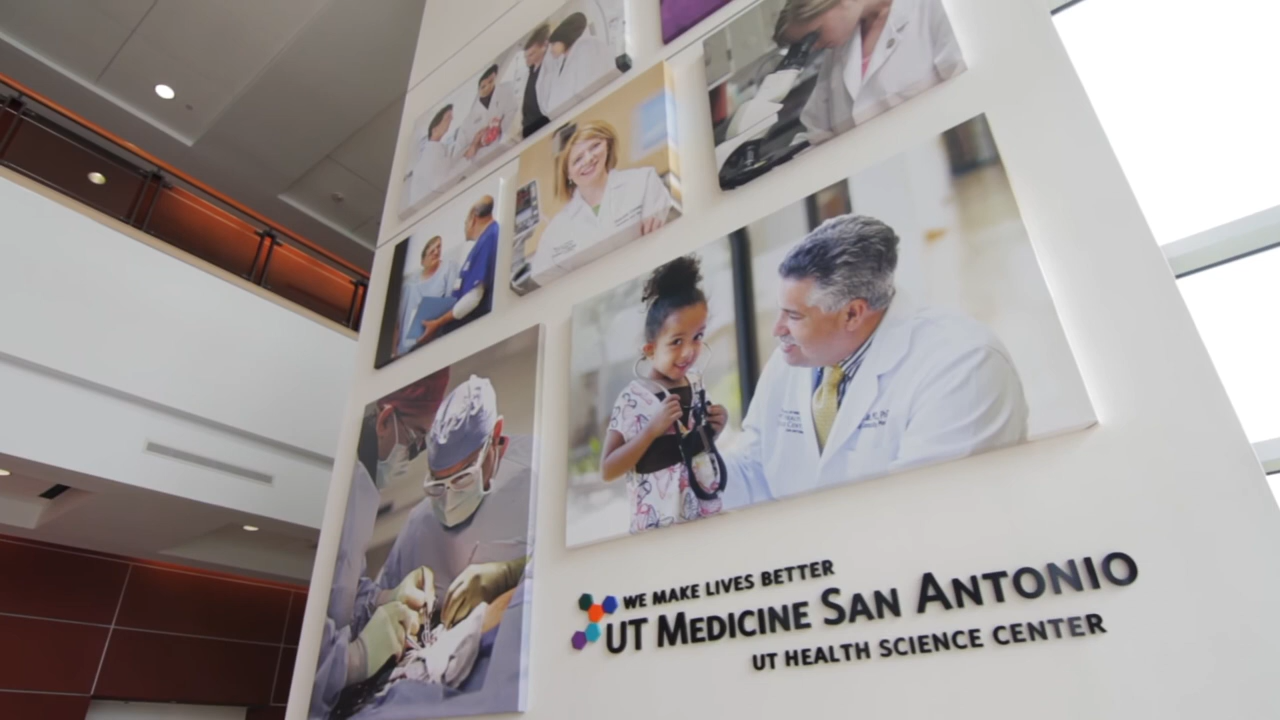 WE MAKE LIVES BETTER
UT MEDICINE SAN ANTONIO
UT HEALTH SCIENCE CENTER